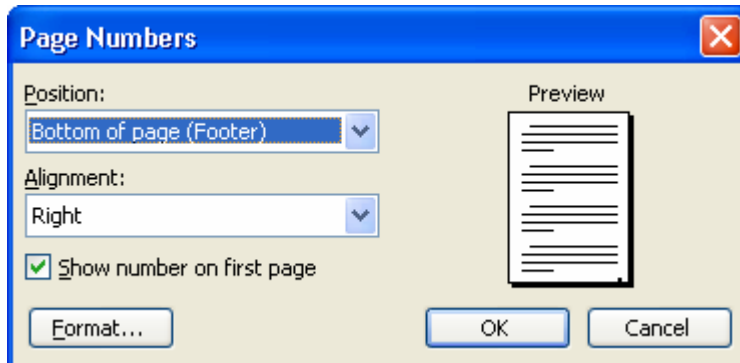 Page Numbers
Position:
Preview
Bottom of page (Footer)
Alignment:
Right
Show number on first page
Format...
OK
Cancel